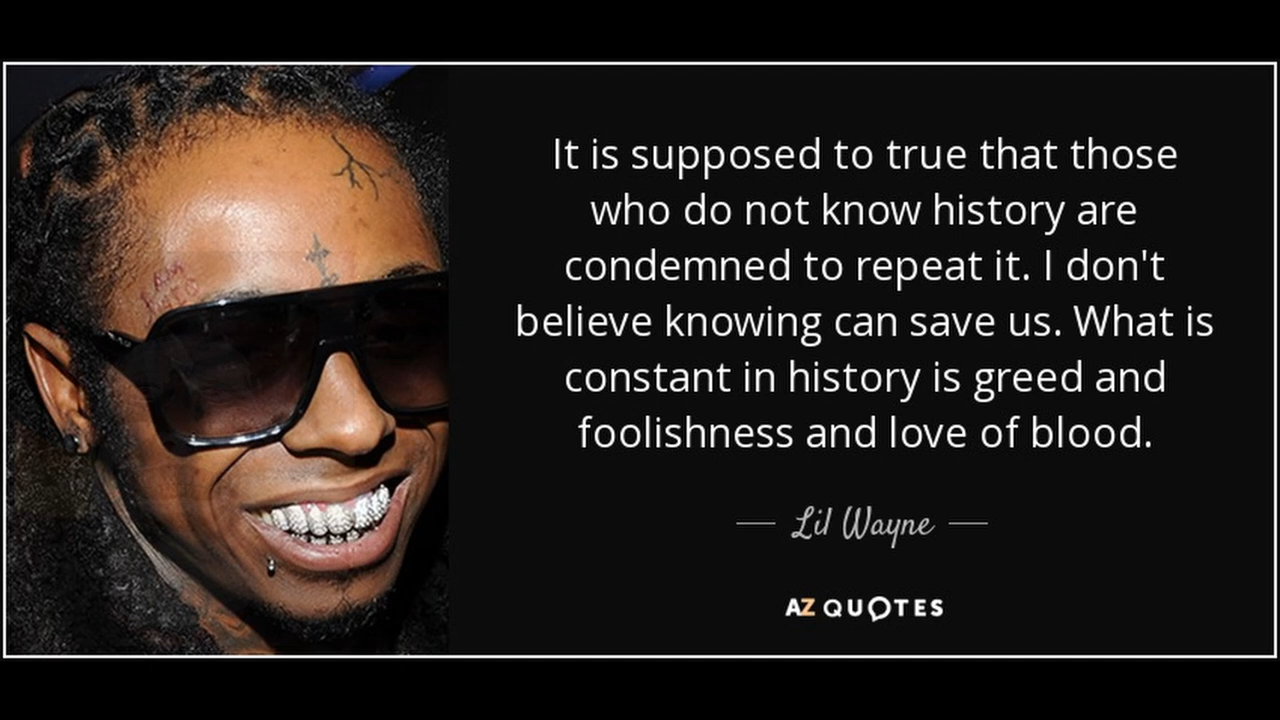 It is supposed to true that those
who do not know history are
condemned to repeat it. I don't
believe knowing can save us. What is
constant in history is greed and
foolishness and love of blood.
Lil Wayne
AZ QUOTES